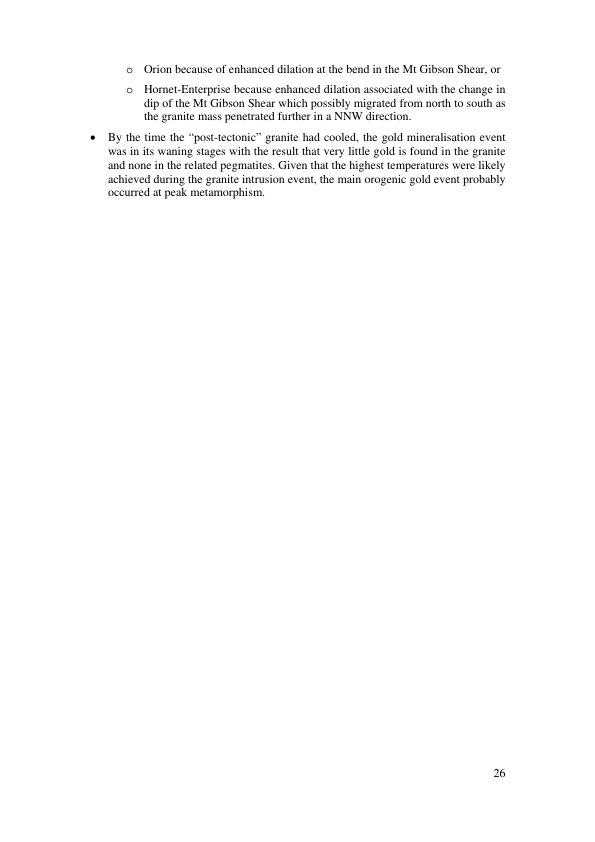 o Orion because of enhanced dilation at the bend in the Mt Gibson Shear, or
o Hornet-Enterprise because enhanced dilation associated with the change in
dip of the Mt Gibson Shear which possibly migrated from north to south as
the granite mass penetrated further in a NNW direction.
• By the time the “post-tectonic” granite had cooled, the gold mineralisation event
was in its waning stages with the result that very little gold is found in the granite
and none in the related pegmatites. Given that the highest temperatures were likely
achieved during the granite intrusion event, the main orogenic gold event probably
occurred at peak metamorphism.
26